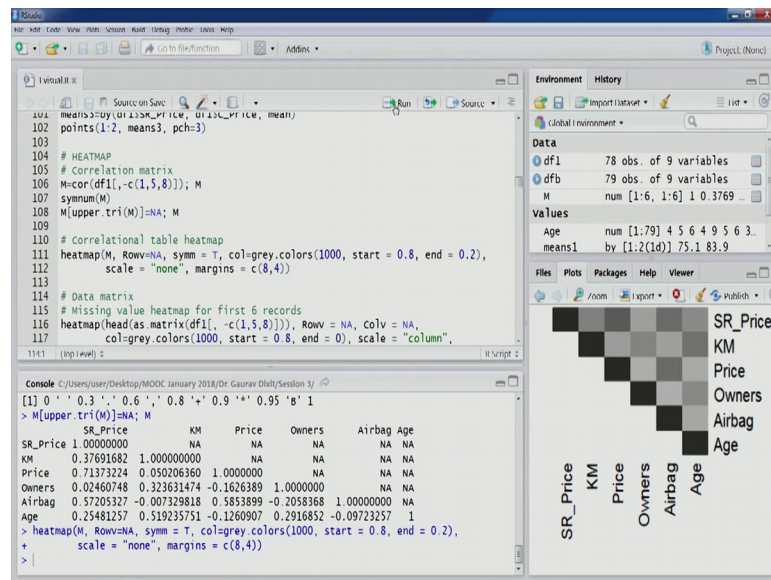 RStudio
File Edit Code View Plots Session Build Debug Profile Tools Help
Go to file/function Addins Project: (None)
1 visual.R
Source on Save Run Source
101 means3=by(df1$SR_Price, df1$C_Price, mean)
102 points(1:2, means3, pch=3)
103
104 # HEATMAP
105 # Correlation matrix
106 M=cor(df1[,-c(1,5,8)]); M
107 symnum(M)
108 M[upper.tri(M)]=NA; M
109
110 # Correlational table heatmap
111 heatmap(M, Rowv=NA, symm = T, col=grey.colors(1000, start = 0.8, end = 0.2),
112 scale = "none", margins = c(8,4))
113
114 # Data matrix
115 # Missing value heatmap for first 6 records
116 heatmap(head(as.matrix(df1[, -c(1,5,8)])), Rowv = NA, Colv = NA,
117 col=grey.colors(1000, start = 0.8, end = 0), scale = "column",
114:1 (Top Level) R Script
Console C:/Users/user/Desktop/MOOC January 2018/Dr. Gaurav Dixit/Session 3/
[1] 0 ' ' 0.3 '.' 0.6 ',' 0.8 '+' 0.9 '*' 0.95 'B' 1
> M[upper.tri(M)]=NA; M
SR_Price KM Price Owners Airbag Age
SR_Price 1.00000000 NA NA NA NA NA
KM 0.37691682 1.000000000 NA NA NA NA
Price 0.71373224 0.050206360 1.0000000 NA NA NA
Owners 0.02460748 0.323631474 -0.1626389 1.0000000 NA NA
Airbag 0.57205327 -0.007329818 0.5853899 -0.2058368 1.00000000 NA
Age 0.25481257 0.519235751 -0.1260907 0.2916852 -0.09723257 1
> heatmap(M, Rowv=NA, symm = T, col=grey.colors(1000, start = 0.8, end = 0.2),
+ scale = "none", margins = c(8,4))
>
Environment History
Import Dataset List
Global Environment
Data
df1 78 obs. of 9 variables
dfb 79 obs. of 9 variables
M num [1:6, 1:6] 1 0.3769 ..
Values
Age num [1:79] 4 5 6 4 9 5 6 3..
means1 by [1:2(1d)] 75.1 83.9
Files Plots Packages Help Viewer
Zoom Export Publish
SR_Price
KM
Price
Owners
Airbag
Age
SR_Price
KM
Price
Owners
Airbag
Age